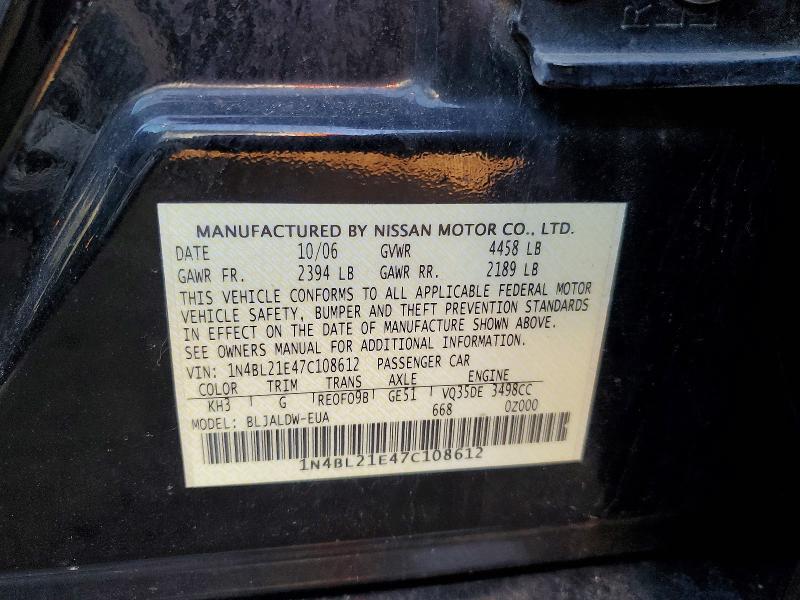 MANUFACTURED BY NISSAN MOTOR CO., LTD.
DATE 10/06 GVWR 4458 LB
GAWR FR. 2394 LB GAWR RR. 2189 LB
THIS VEHICLE CONFORMS TO ALL APPLICABLE FEDERAL MOTOR
VEHICLE SAFETY, BUMPER AND THEFT PREVENTION STANDARDS
IN EFFECT ON THE DATE OF MANUFACTURE SHOWN ABOVE.
SEE OWNERS MANUAL FOR ADDITIONAL INFORMATION.
VIN: 1N4BL21E47C108612 PASSENGER CAR
COLOR TRIM TRANS AXLE ENGINE
KH3 G RE0F09B GE51 VQ35DE 3498CC
MODEL: BLJALDW-EUA 668 0Z000
1N4BL21E47C108612